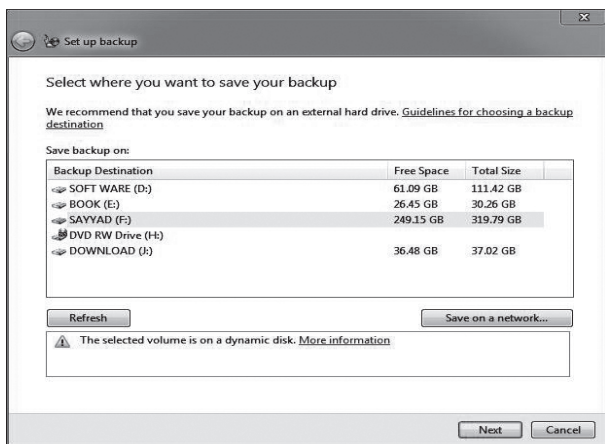 Set up backup
Select where you want to save your backup
We recommend that you save your backup on an external hard drive. Guidelines for choosing a backup
destination
Save backup on:
Backup Destination Free Space Total Size
SOFT WARE (D:) 61.09 GB 111.42 GB
BOOK (E:) 26.45 GB 30.26 GB
SAYYAD (F:) 249.15 GB 319.79 GB
DVD RW Drive (H:)
DOWNLOAD (J:) 36.48 GB 37.02 GB
Refresh Save on a network...
The selected volume is on a dynamic disk. More information
Next Cancel